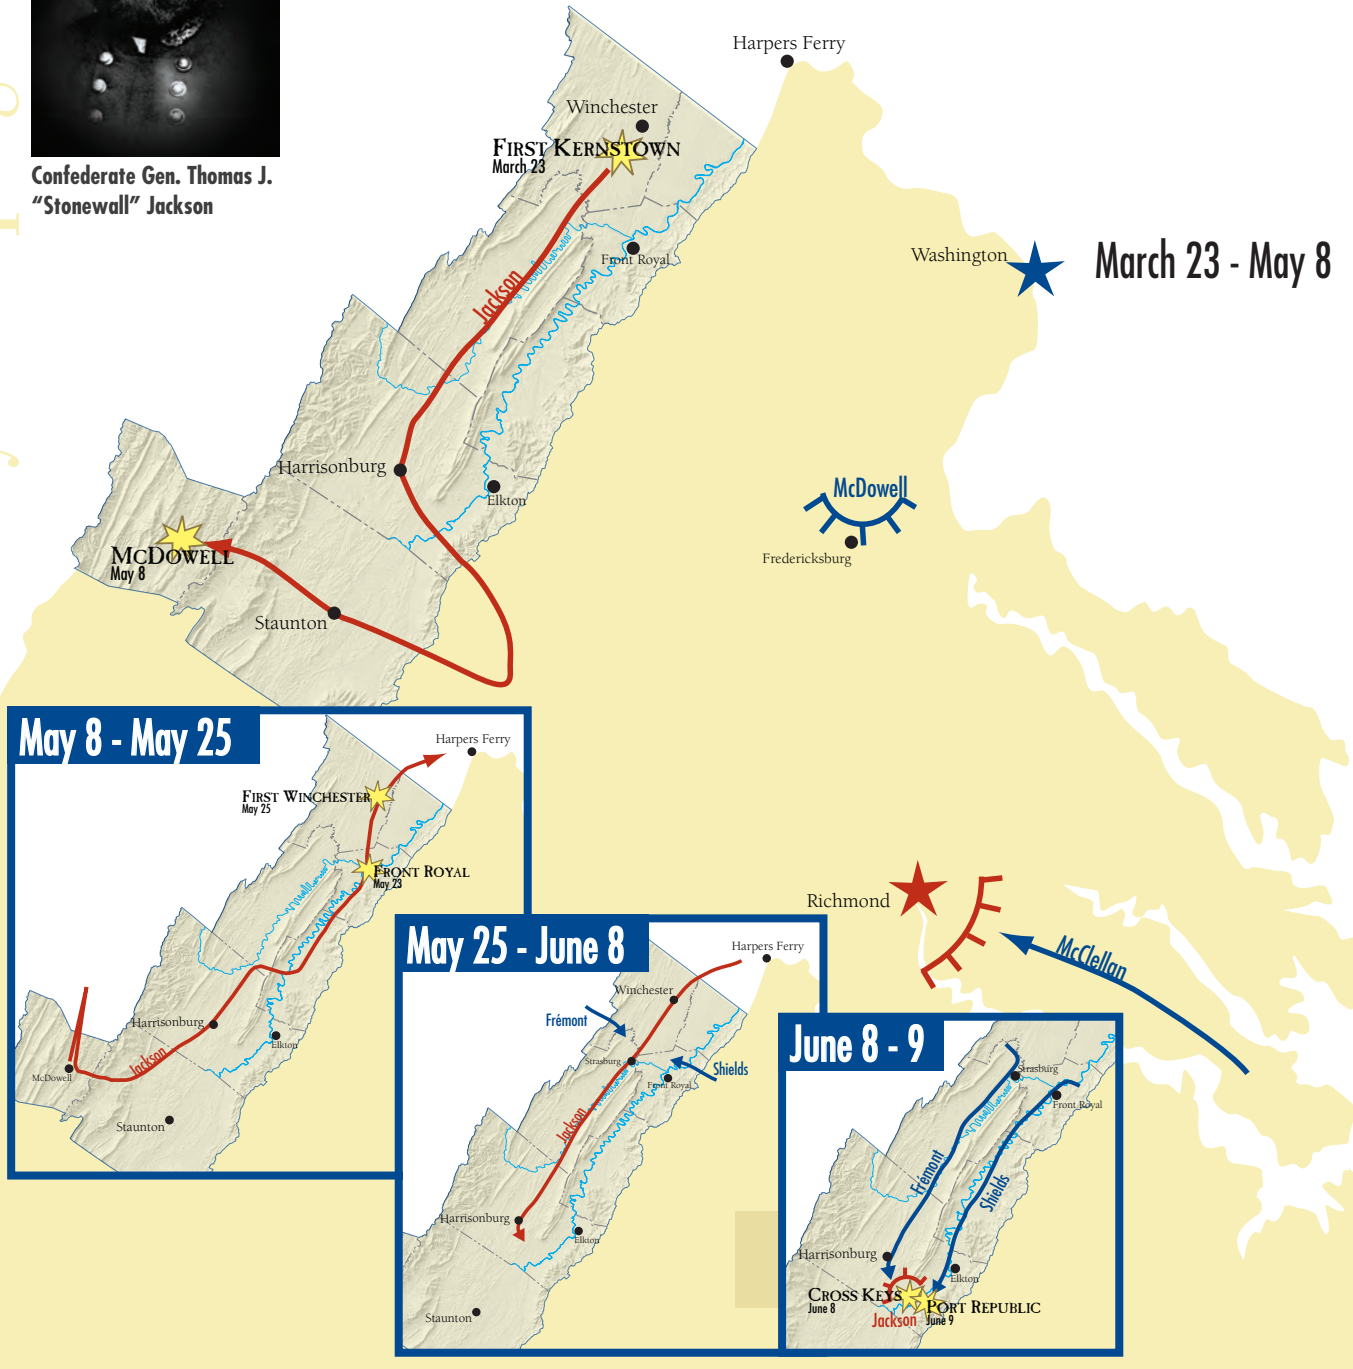 Confederate Gen. Thomas J.
“Stonewall” Jackson
Harpers Ferry
Winchester
FIRST KERNSTOWN
March 23
Front Royal
Washington
March 23 - May 8
Jackson
Harrisonburg
Elkton
McDowell
Fredericksburg
MCDOWELL
May 8
Staunton
Richmond
McClellan
May 8 - May 25
Harpers Ferry
FIRST WINCHESTER
May 25
FRONT ROYAL
May 23
Harrisonburg
Elkton
Jackson
McDowell
Staunton
May 25 - June 8
Harpers Ferry
Winchester
Frémont
Strasburg
Shields
Front Royal
Jackson
Harrisonburg
Elkton
Staunton
June 8 - 9
Strasburg
Front Royal
Frémont
Shields
Harrisonburg
Elkton
CROSS KEYS
June 8
PORT REPUBLIC
June 9
Jackson